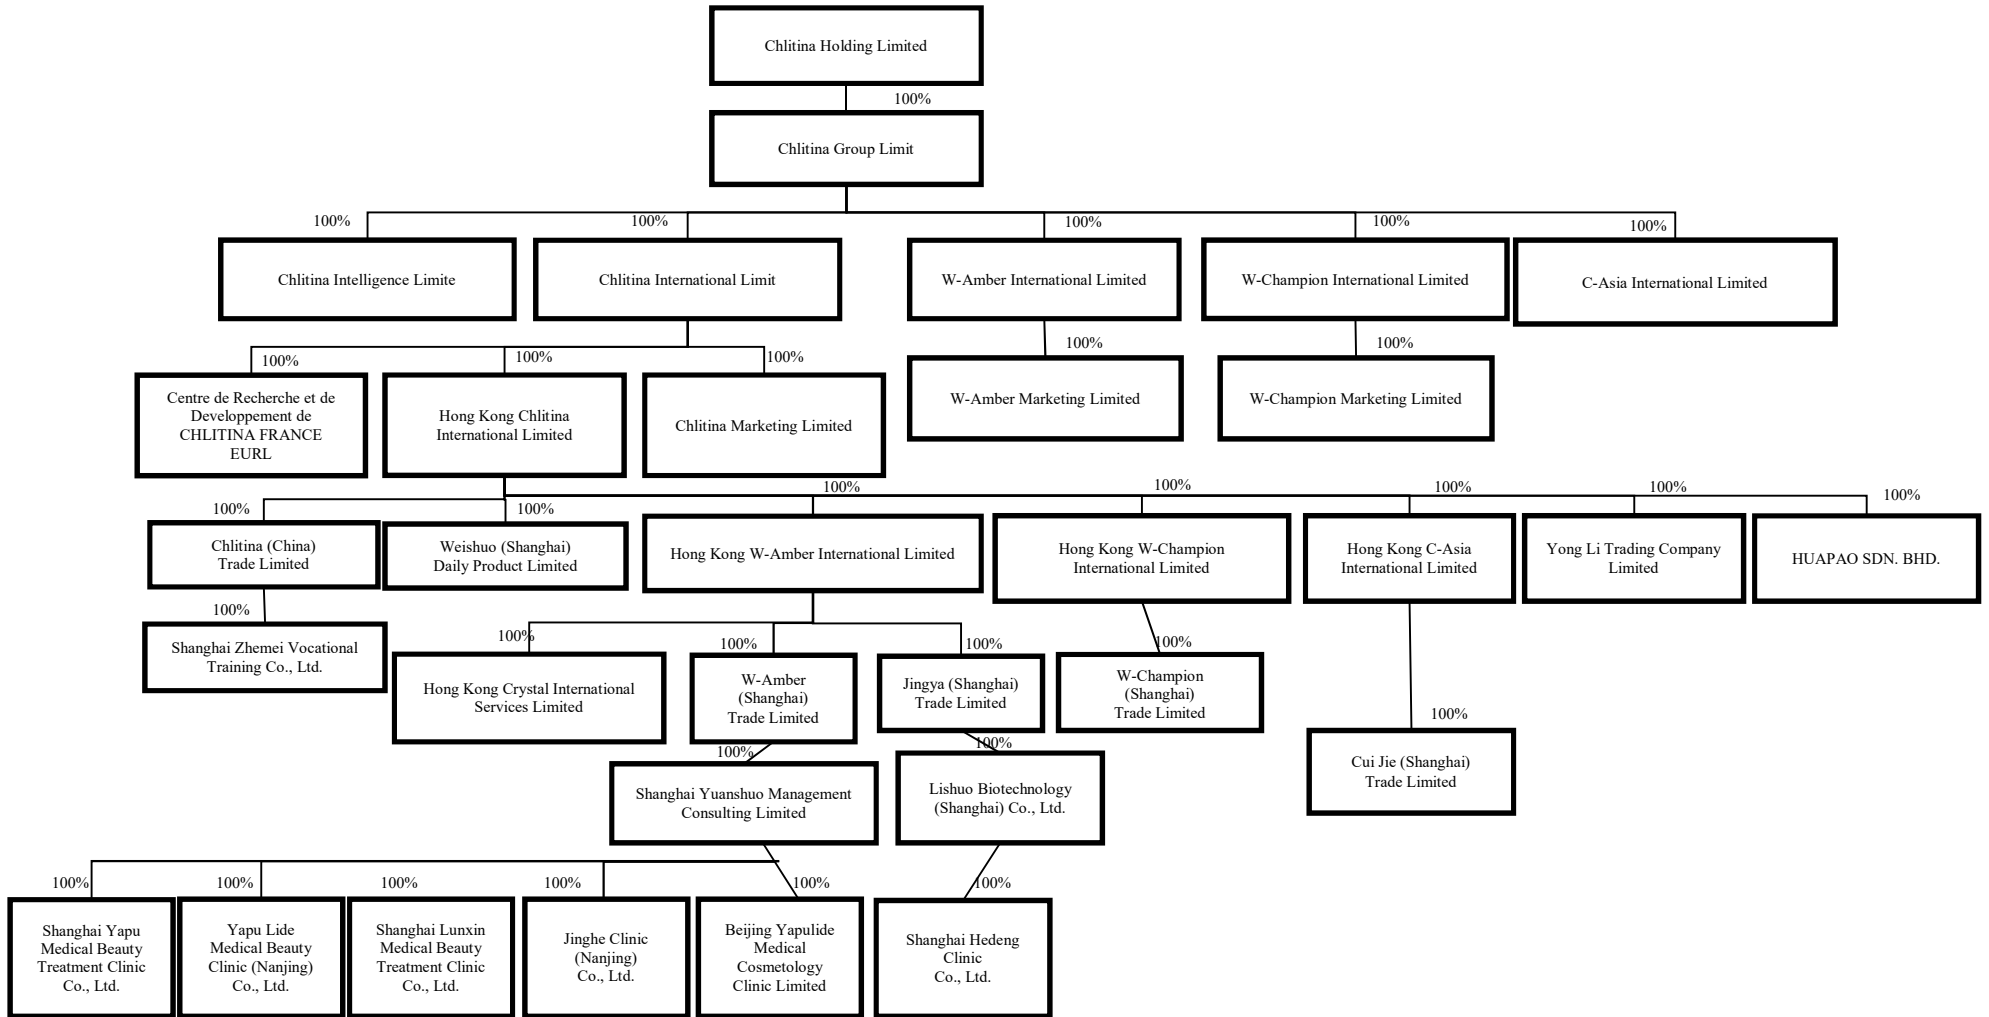 Chlitina Holding Limited
100%
Chlitina Group Limit
100%
100%
100%
100%
100%
Chlitina Intelligence Limite
Chlitina International Limit
W-Amber International Limited
W-Champion International Limited
C-Asia International Limited
100%
100%
100%
100%
100%
Centre de Recherche et de
Developpement de
CHLITINA FRANCE
EURL
Hong Kong Chlitina
International Limited
Chlitina Marketing Limited
W-Amber Marketing Limited
W-Champion Marketing Limited
100%
100%
100%
100%
100%
100%
100%
Chlitina (China)
Trade Limited
Weishuo (Shanghai)
Daily Product Limited
Hong Kong W-Amber International Limited
Hong Kong W-Champion
International Limited
Hong Kong C-Asia
International Limited
Yong Li Trading Company
Limited
HUAPAO SDN. BHD.
100%
100%
100%
100%
100%
Shanghai Zhemei Vocational
Training Co., Ltd.
Hong Kong Crystal International
Services Limited
W-Amber
(Shanghai)
Trade Limited
Jingya (Shanghai)
Trade Limited
W-Champion
(Shanghai)
Trade Limited
100%
100%
100%
Shanghai Yuanshuo Management
Consulting Limited
Lishuo Biotechnology
(Shanghai) Co., Ltd.
Cui Jie (Shanghai)
Trade Limited
100%
100%
100%
100%
100%
100%
Shanghai Yapu
Medical Beauty
Treatment Clinic
Co., Ltd.
Yapu Lide
Medical Beauty
Clinic (Nanjing)
Co., Ltd.
Shanghai Lunxin
Medical Beauty
Treatment Clinic
Co., Ltd.
Jinghe Clinic
(Nanjing)
Co., Ltd.
Beijing Yapulide
Medical
Cosmetology
Clinic Limited
Shanghai Hedeng
Clinic
Co., Ltd.